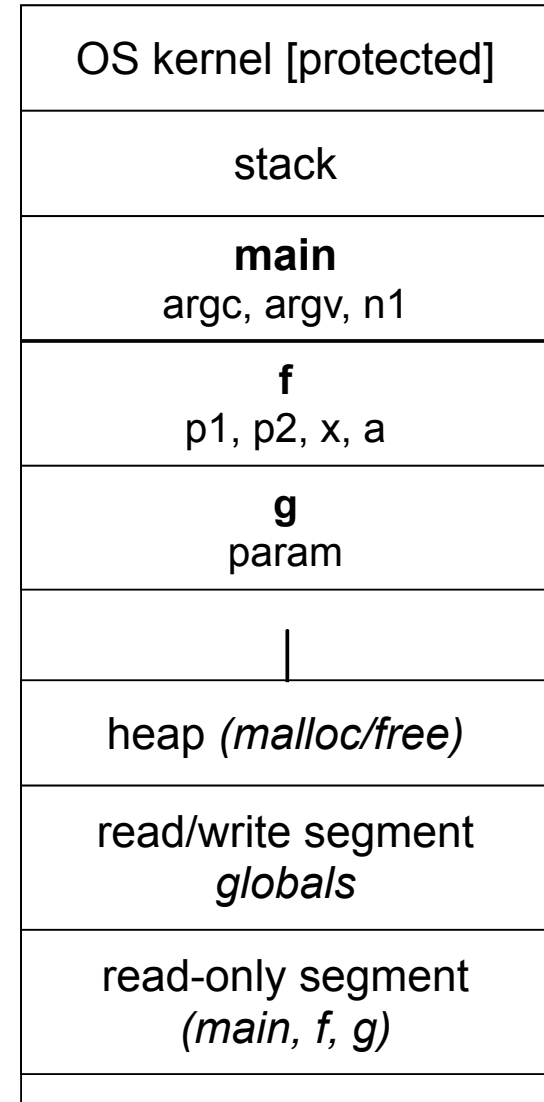 OS kernel [protected]
stack
main
argc, argv, n1
f
p1, p2, x, a
g
param
heap (malloc/free)
read/write segment
globals
read-only segment
(main, f, g)